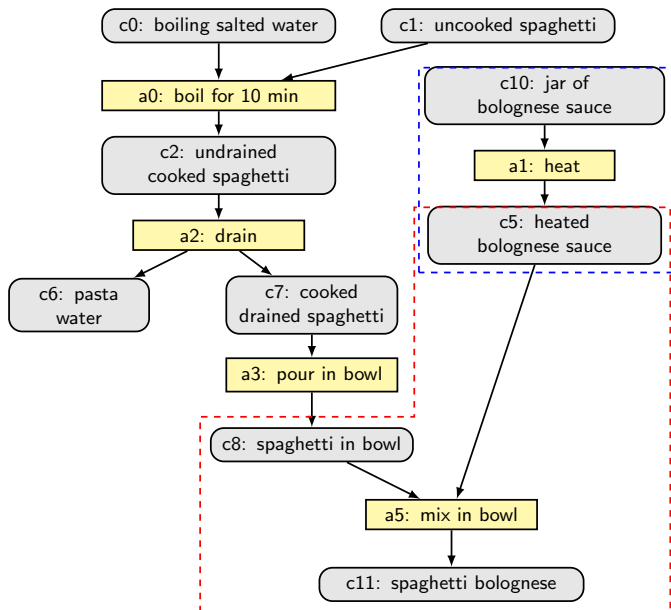 c0: boiling salted water
c1: uncooked spaghetti
a0: boil for 10 min
c10: jar of
bolognese sauce
c2: undrained
cooked spaghetti
a1: heat
a2: drain
c5: heated
bolognese sauce
c6: pasta
water
c7: cooked
drained spaghetti
a3: pour in bowl
c8: spaghetti in bowl
a5: mix in bowl
c11: spaghetti bolognese